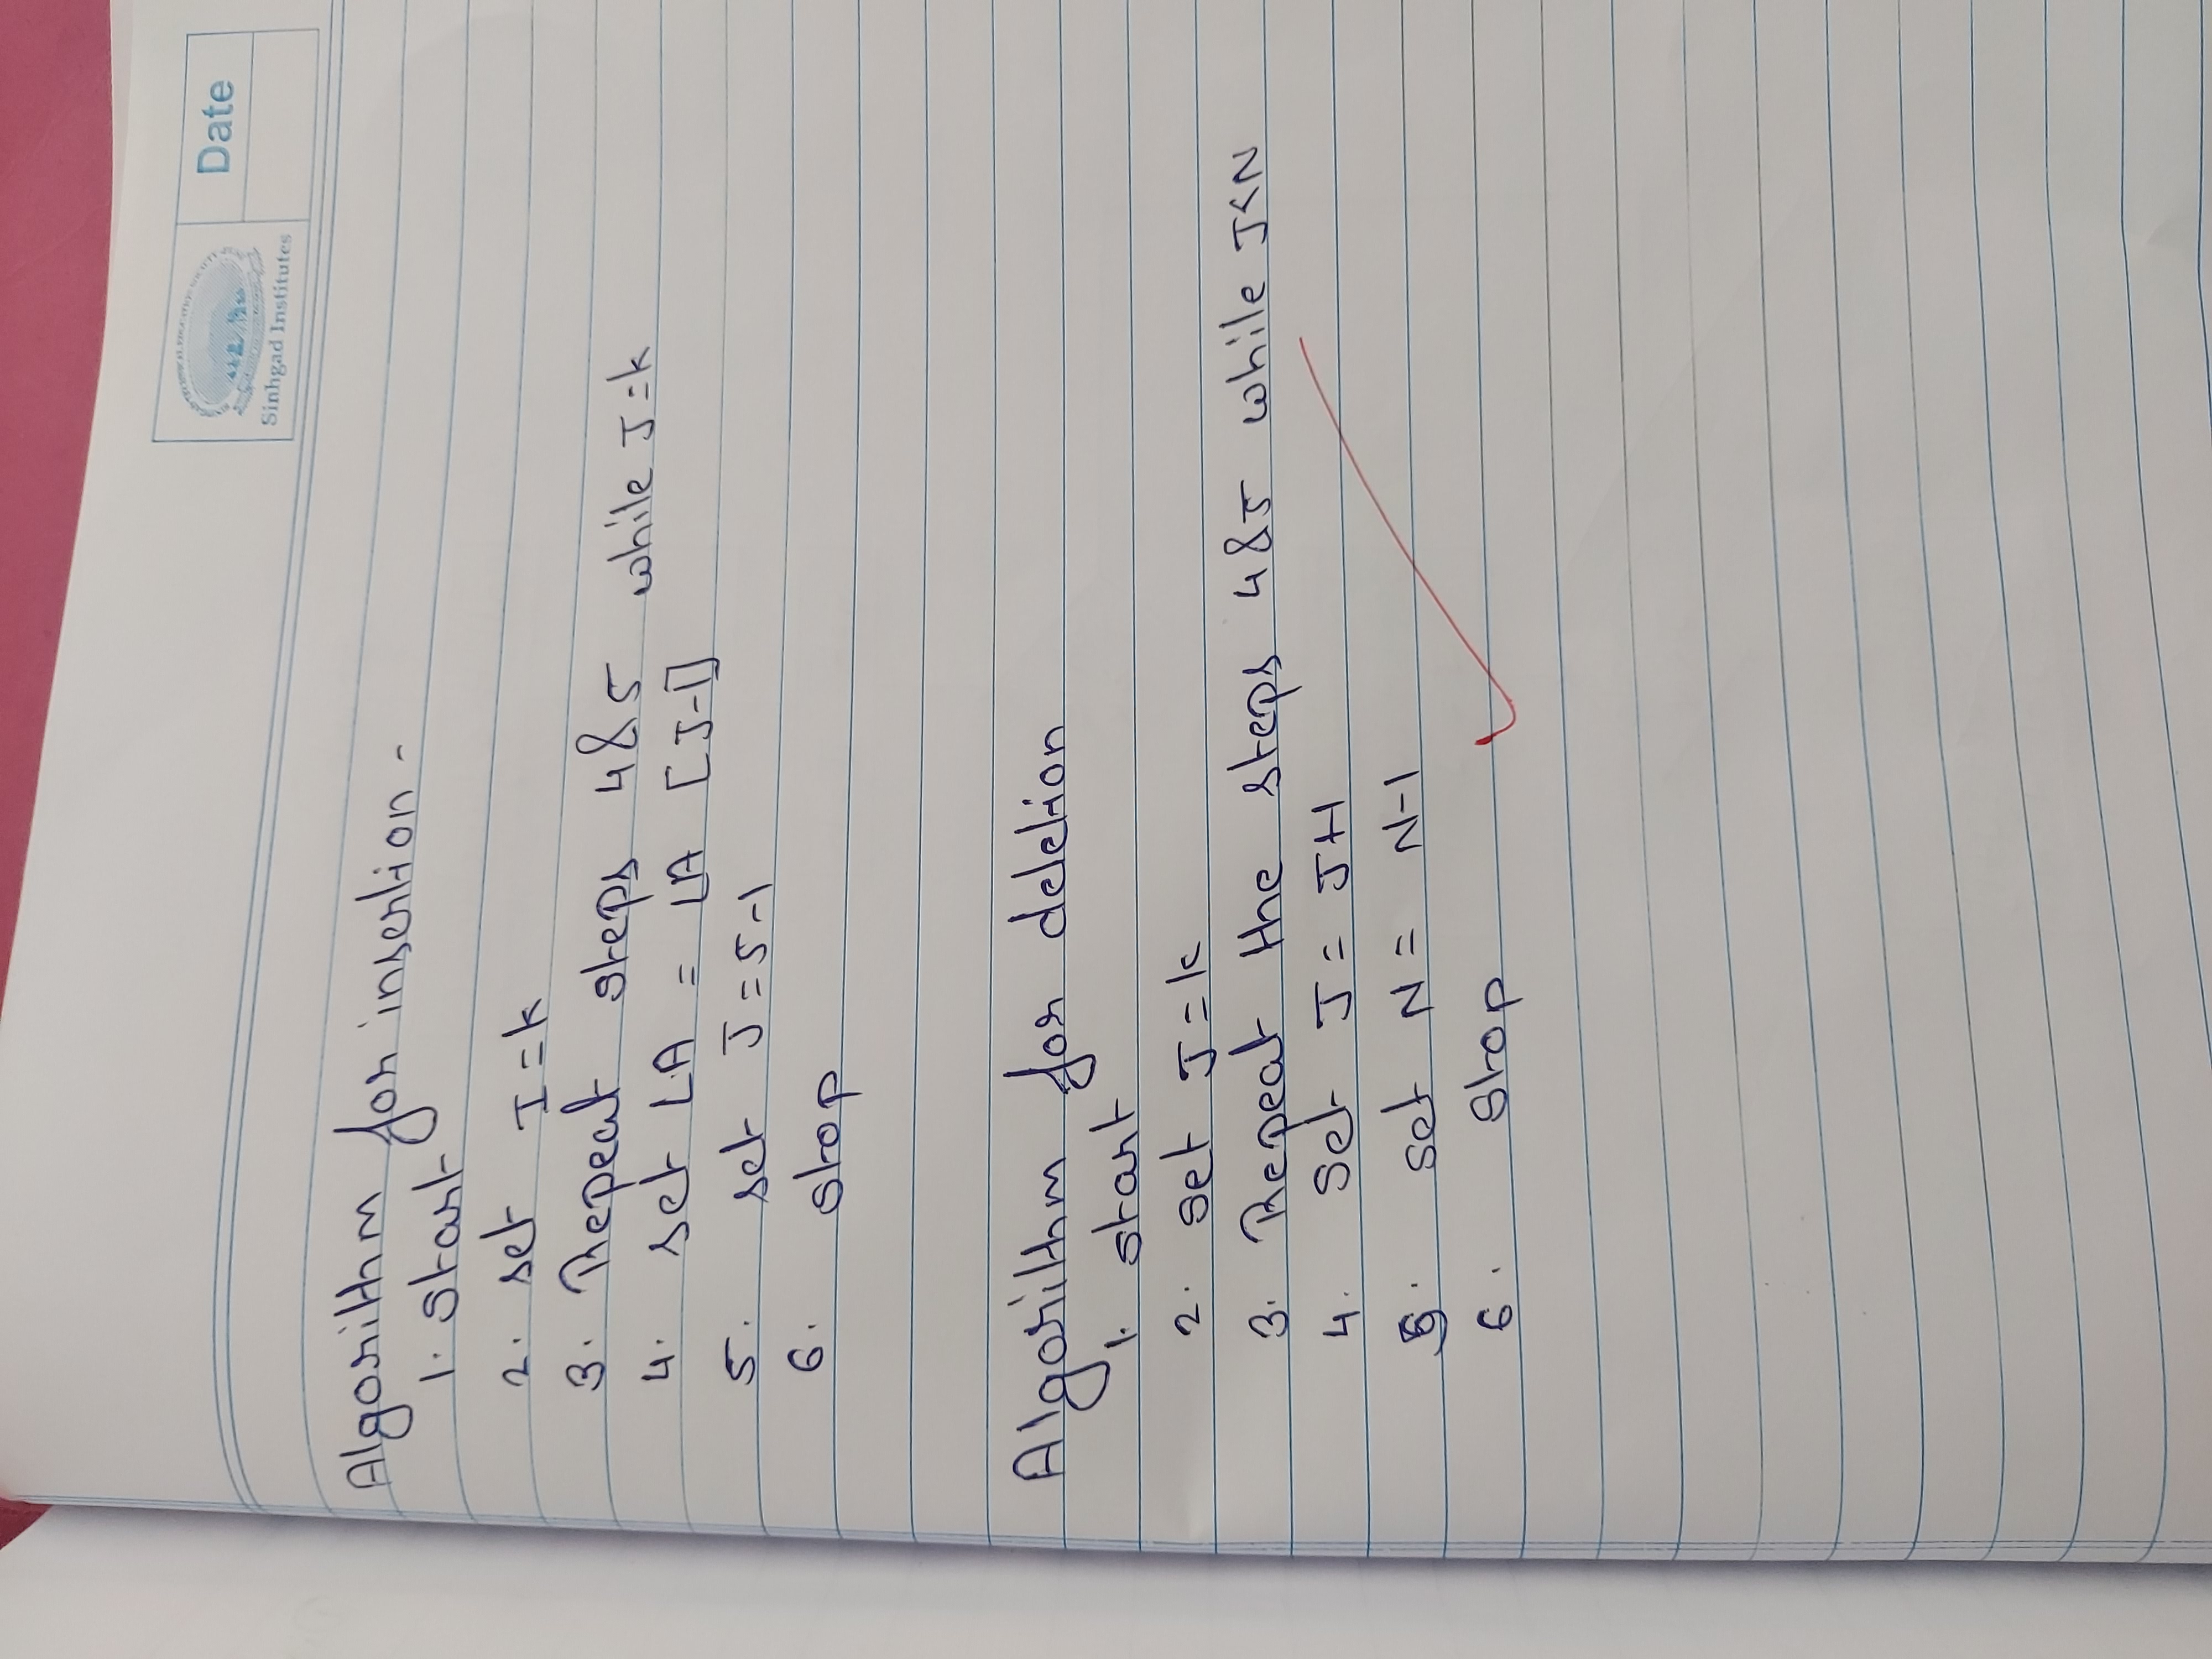 Sinhgad Institutes
Date
Algorithm for insertion -
1. Start
2. set I = k
3. Repeat steps 4 & 5 while J = k
4. set LA = LA [J-1]
5. set J = 5-1
6. stop
Algorithm for deletion
1. start
2. set J = k
3. Repeat the steps 4 & 5 while J < N
4. Set J = J+1
5. set N = N-1
6. Stop